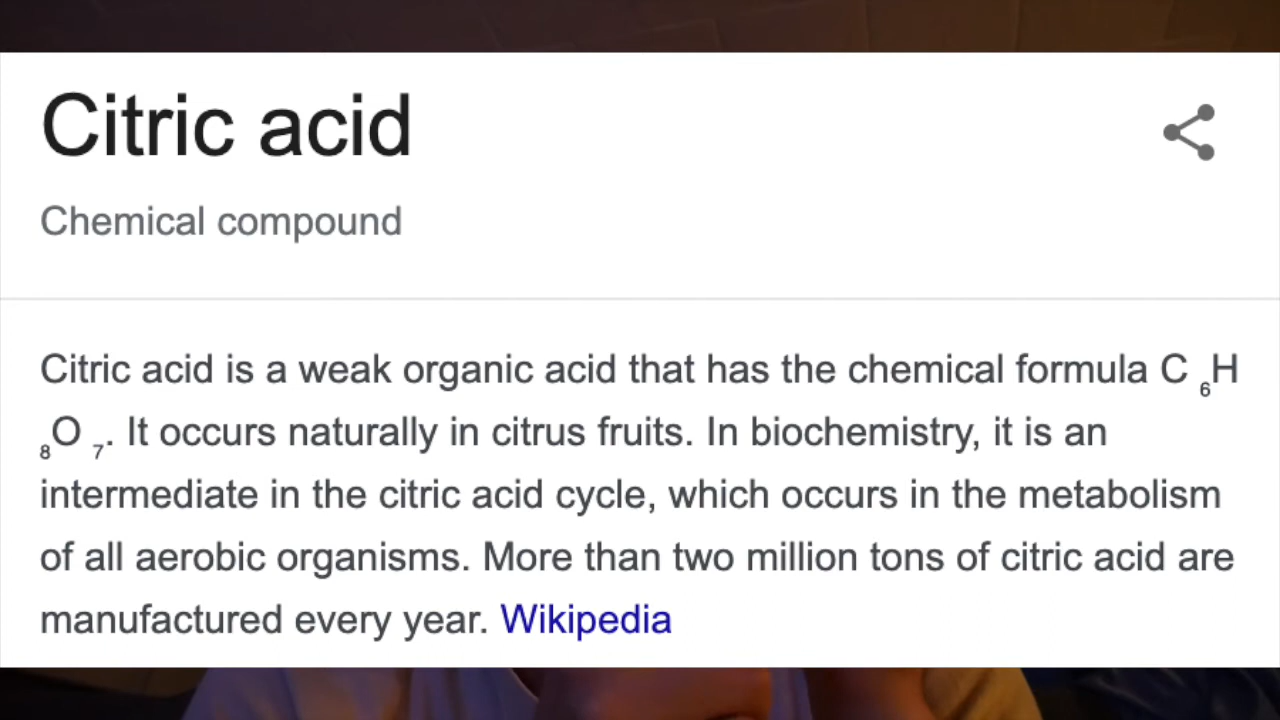 Citric acid
Chemical compound
Citric acid is a weak organic acid that has the chemical formula C ₆H
₈O ₇. It occurs naturally in citrus fruits. In biochemistry, it is an
intermediate in the citric acid cycle, which occurs in the metabolism
of all aerobic organisms. More than two million tons of citric acid are
manufactured every year. Wikipedia